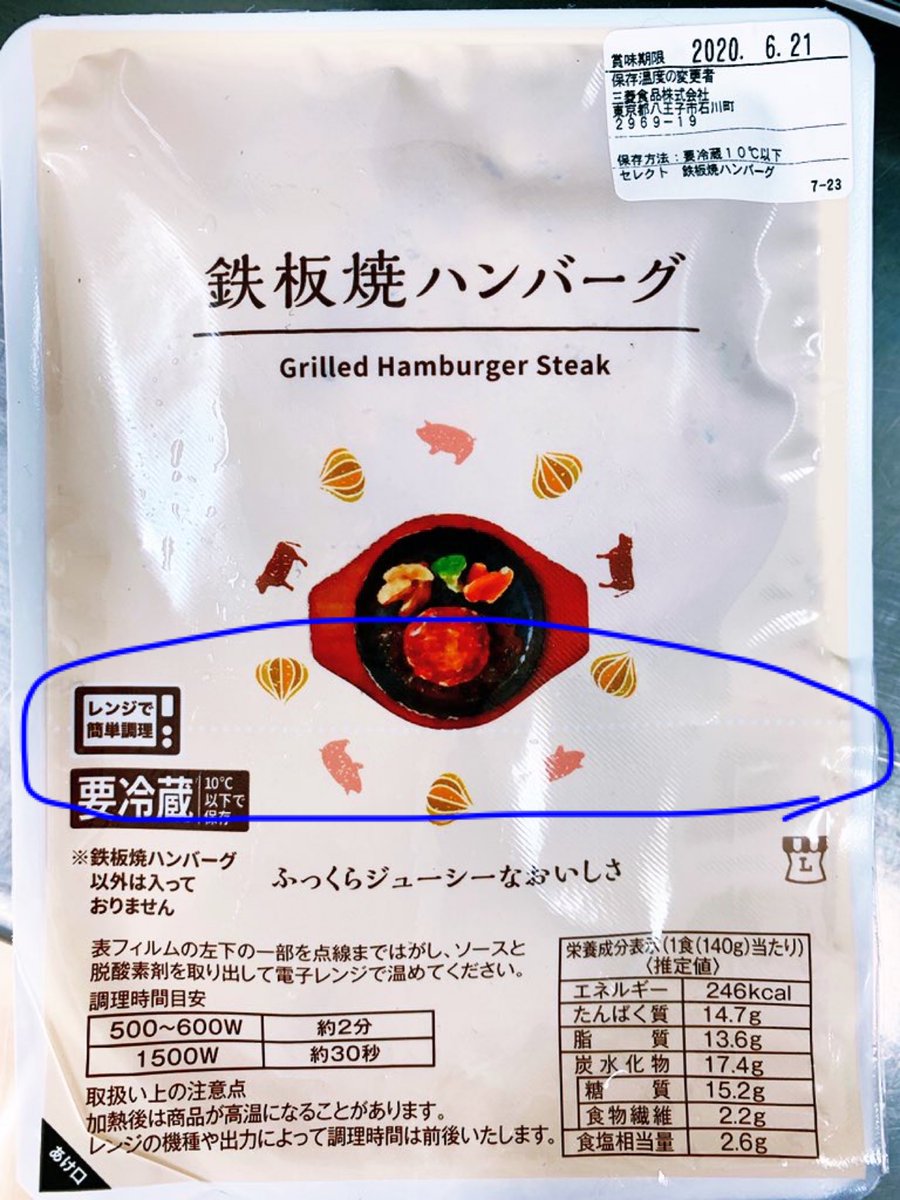 賞味期限 2020. 6.21
保存温度の変更者
三菱食品株式会社
東京都八王子市石川町
2969-19
保存方法:要冷蔵10℃以下
セレクト 鉄板焼ハンバーグ
7-23
鉄板焼ハンバーグ
Grilled Hamburger Steak
レンジで
簡単調理
要冷蔵
10℃
以下で
保存
※鉄板焼ハンバーグ
以外は入って
おりません
ふっくらジューシーなおいしさ
L
表フィルムの左下の一部を点線まではがし、ソースと
脱酸素剤を取り出して電子レンジで温めてください。
調理時間目安
500〜600W 約2分
1500W 約30秒
取扱い上の注意点
加熱後は商品が高温になることがあります。
レンジの機種や出力によって調理時間は前後いたします。
あけ口
栄養成分表示(1食(140g)当たり)
〈推定値〉
エネルギー 246kcal
たんぱく質 14.7g
脂質 13.6g
炭水化物 17.4g
糖質 15.2g
食物繊維 2.2g
食塩相当量 2.6g